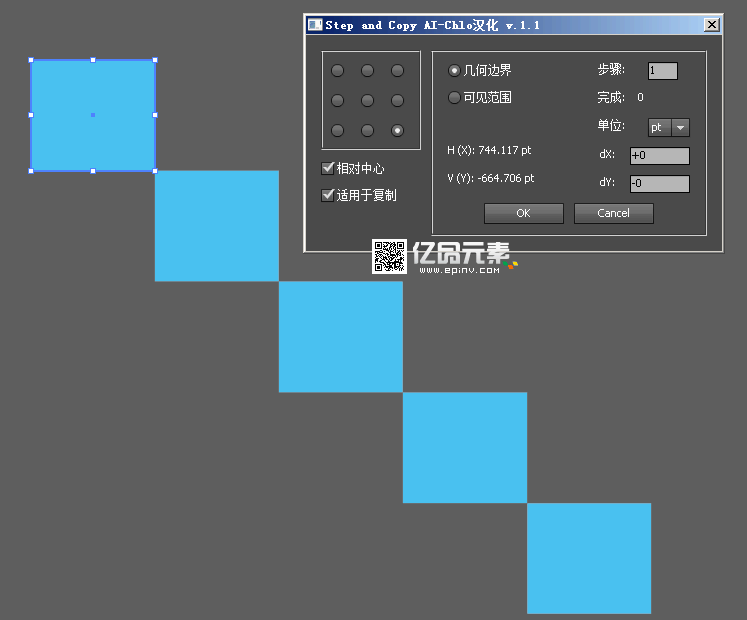 Step and Copy AI-Chlo汉化 v.1.1
几何边界
可见范围
步骤: 1
完成: 0
单位: pt
H (X): 744.117 pt
V (Y): -664.706 pt
dX: +0
dY: -0
相对中心
适用于复制
OK
Cancel
亿码元素
www.epinv.com